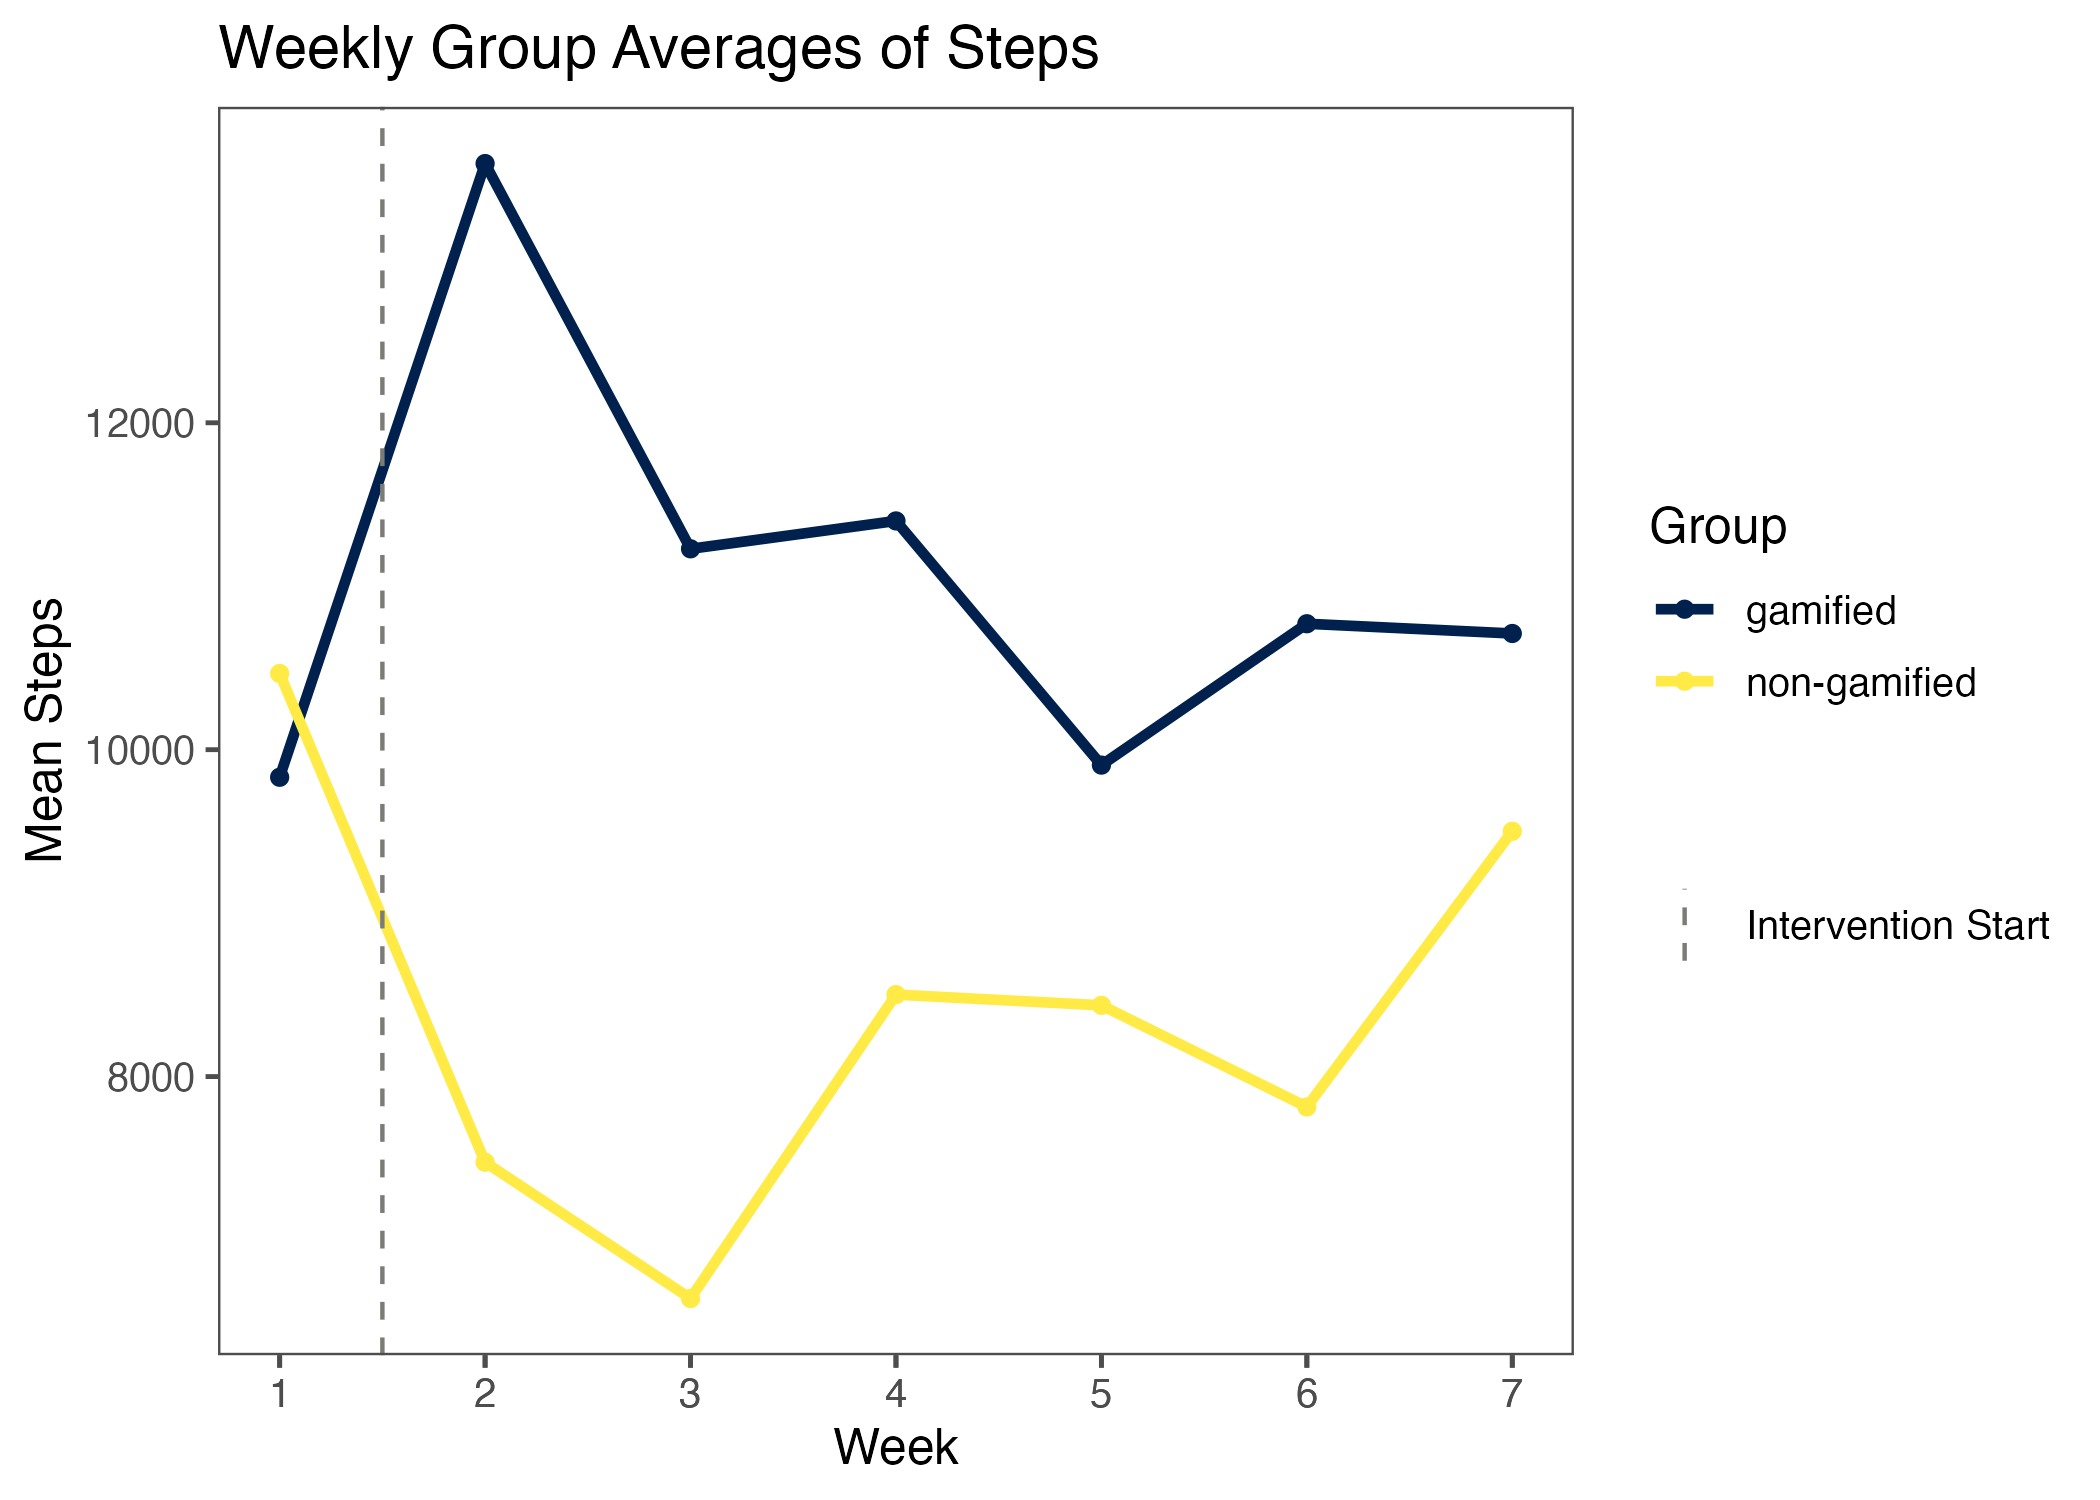 Weekly Group Averages of Steps
Mean Steps
12000
10000
8000
1 2 3 4 5 6 7
Week
Group
gamified
non-gamified
Intervention Start